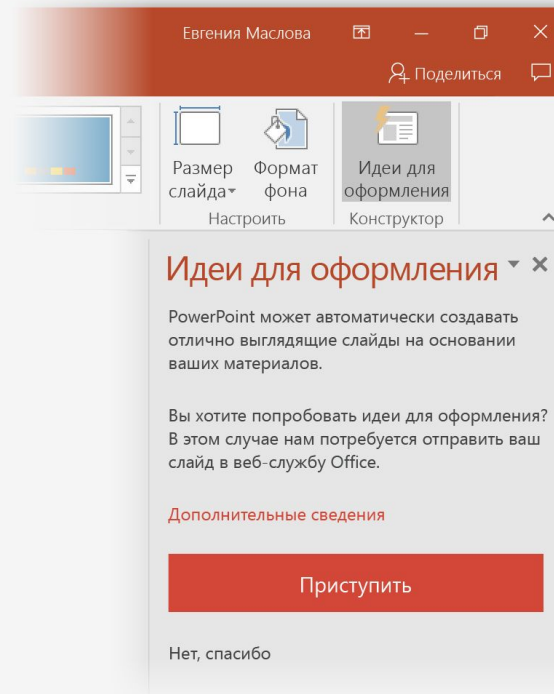 Евгения Маслова
Поделиться
Размер слайда
Формат фона
Идеи для оформления
Настроить
Конструктор
Идеи для оформления
PowerPoint может автоматически создавать
отлично выглядящие слайды на основании
ваших материалов.
Вы хотите попробовать идеи для оформления?
В этом случае нам потребуется отправить ваш
слайд в веб-службу Office.
Дополнительные сведения
Приступить
Нет, спасибо